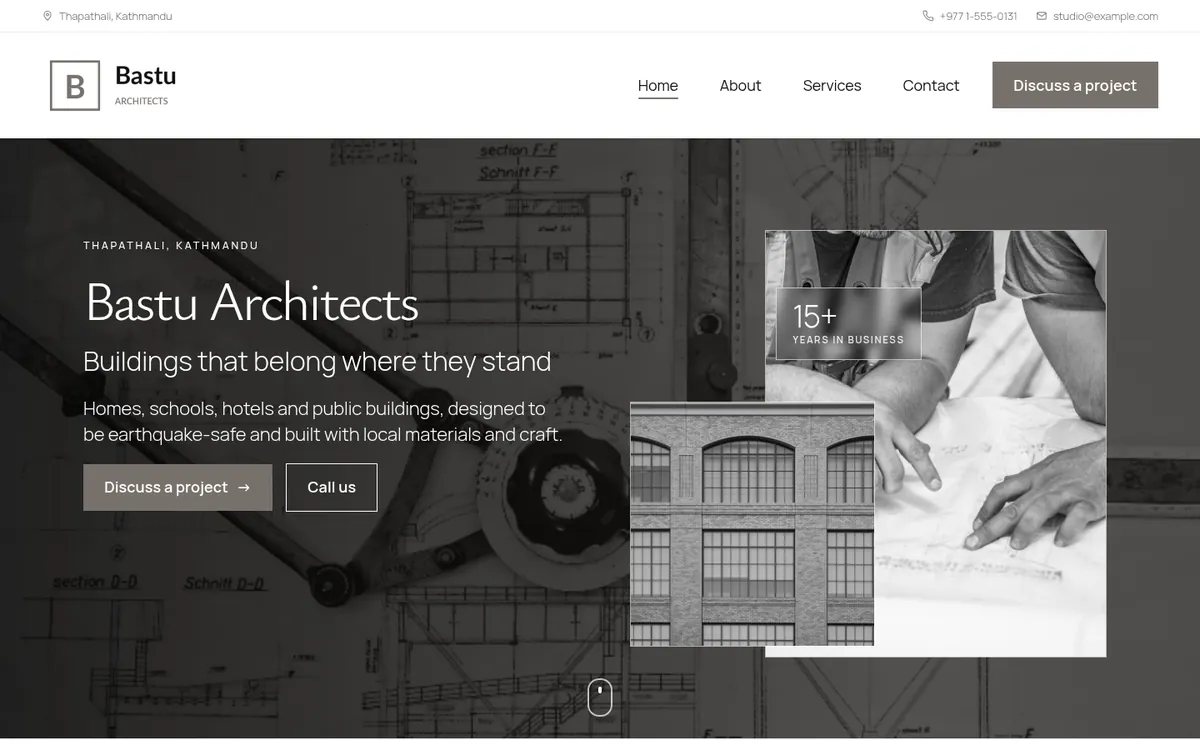 Thapathali, Kathmandu
+977 1-555-0131
studio@example.com
B
Bastu
ARCHITECTS
Home
About
Services
Contact
Discuss a project
section F-F
Schnitt F-F
THAPATHALI, KATHMANDU
Bastu Architects
Buildings that belong where they stand
Homes, schools, hotels and public buildings, designed to
be earthquake-safe and built with local materials and craft.
Discuss a project →
Call us
15+
YEARS IN BUSINESS
section D-D
Schnitt D-D